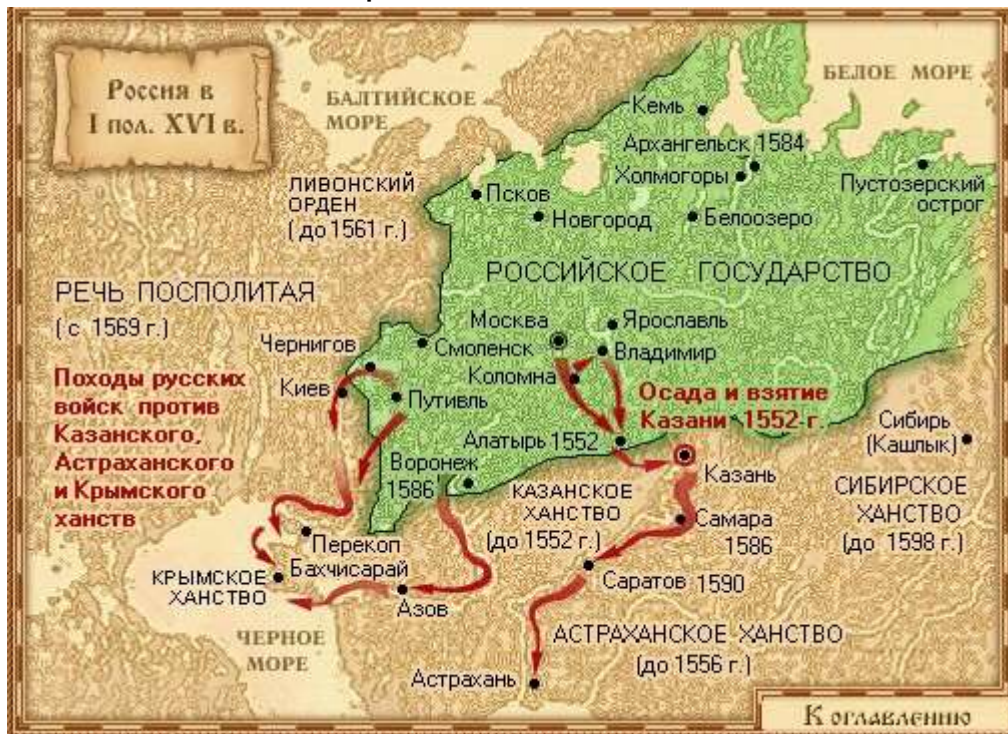 Россия в
I пол. XVI в.
БАЛТИЙСКОЕ
МОРЕ
БЕЛОЕ МОРЕ
Кемь
Архангельск 1584
Холмогоры
Пустозерский
острог
ЛИВОНСКИЙ
ОРДЕН
(до 1561 г.)
Псков
Новгород
Белоозеро
РОССИЙСКОЕ ГОСУДАРСТВО
РЕЧЬ ПОСПОЛИТАЯ
(с 1569 г.)
Москва
Ярославль
Чернигов
Смоленск
Владимир
Киев
Путивль
Коломна
Походы русских
войск против
Казанского,
Астраханского
и Крымского
ханств
Осада и взятие
Казани 1552 г.
Алатырь 1552
Сибирь
(Кашлык)
Воронеж
1586
Казань
КАЗАНСКОЕ
ХАНСТВО
(до 1552 г.)
СИБИРСКОЕ
ХАНСТВО
(до 1598 г.)
Самара
1586
Перекоп
Бахчисарай
КРЫМСКОЕ
ХАНСТВО
Азов
Саратов 1590
ЧЕРНОЕ
МОРЕ
АСТРАХАНСКОЕ ХАНСТВО
(до 1556 г.)
Астрахань
К оглавлению